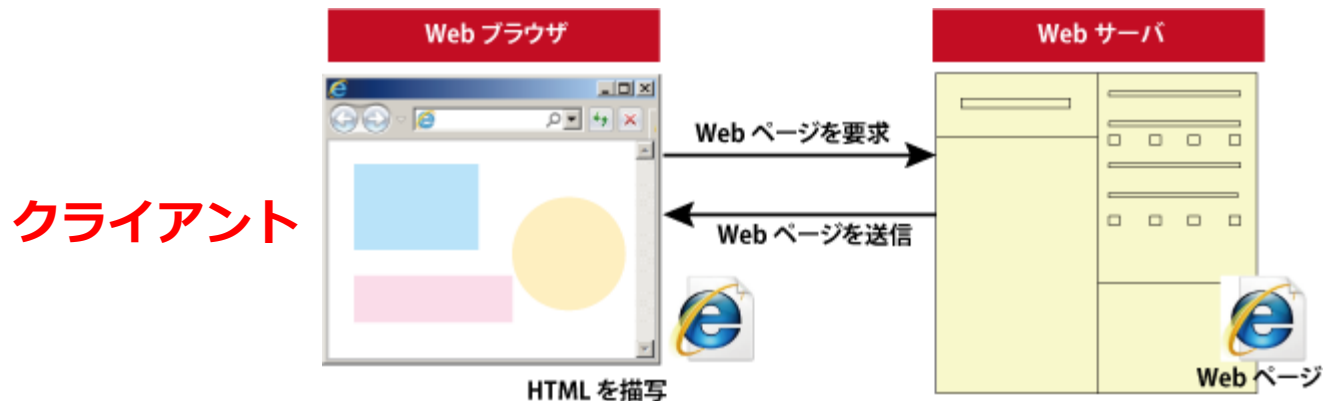 Web ブラウザ
Web サーバ
Web ページを要求
クライアント
Web ページを送信
HTML を描写
Web ページ